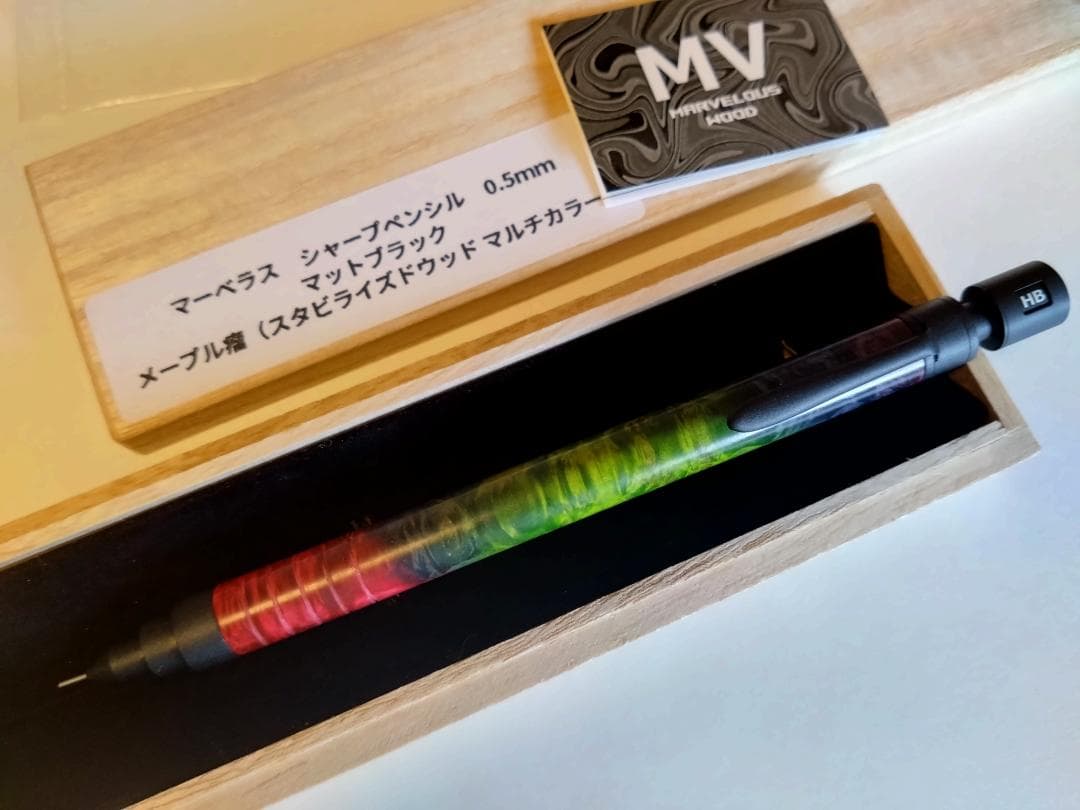 MV
MARVELOUS
WOOD
マーベラス シャープペンシル 0.5mm
マットブラック
メープル瘤（スタビライズドウッド マルチカラー
HB